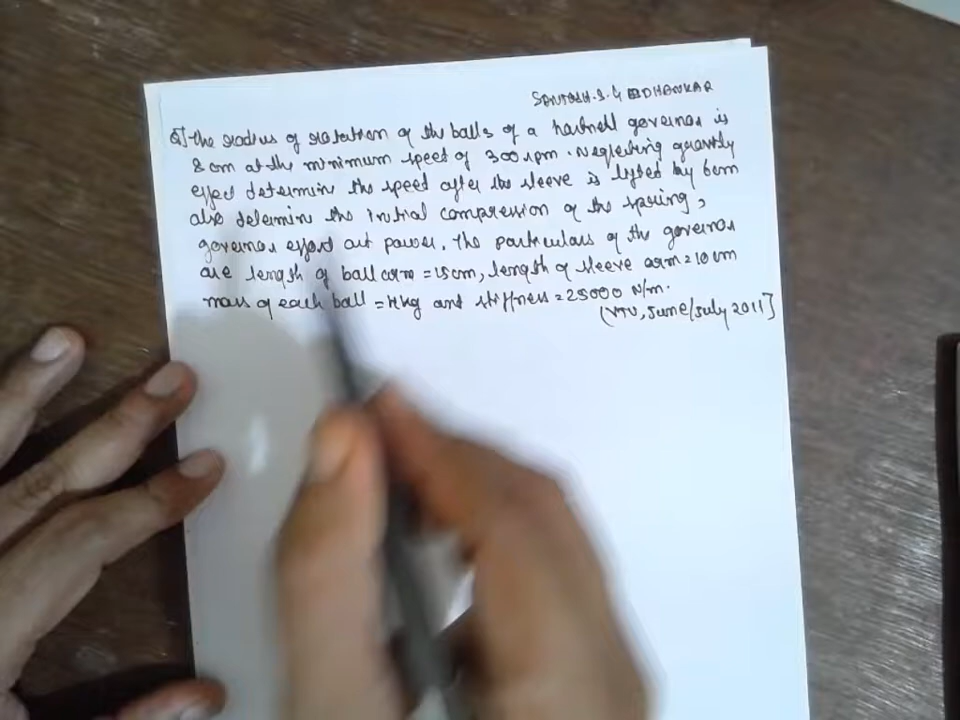 SANTOSH.S.G DHANKAR
Q] The radius of rotation of the balls of a hartnell governor is
8 cm at the minimum speed of 300 rpm. Neglecting gravity
effect determine the speed after the sleeve is lifted by 6cm
also determine the initial compression of the spring,
governor effort and power. The particulars of the governor
are length of ball arm = 15cm, length of sleeve arm = 10 cm
mass of each ball = 4kg and stiffness = 25000 N/m.
[VTU, June/July 2011]